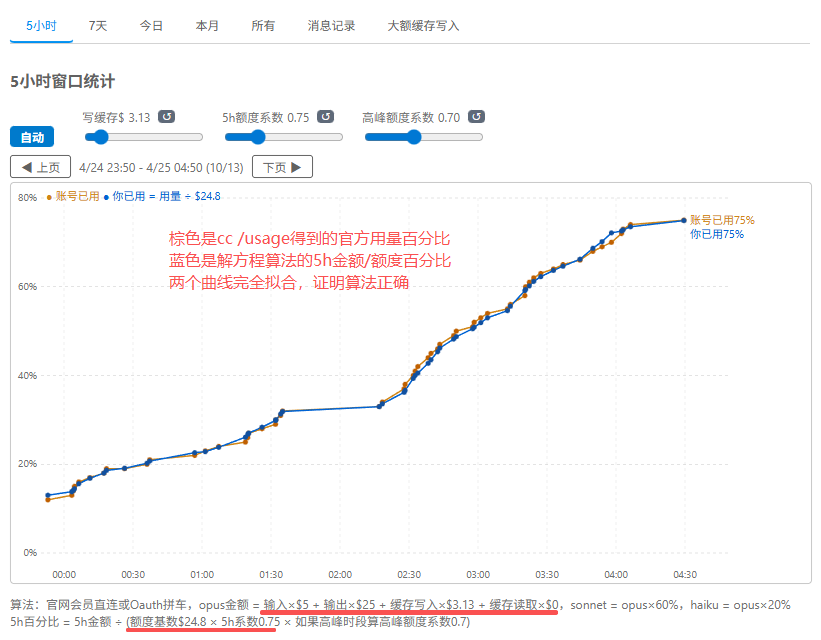 5小时 7天 今日 本月 所有 消息记录 大额缓存写入
5小时窗口统计
写缓存$ 3.13 ↺ 5h额度系数 0.75 ↺ 高峰额度系数 0.70 ↺
自动
◀ 上页 4/24 23:50 - 4/25 04:50 (10/13) 下页 ▶
80% ● 账号已用 ● 你已用 = 用量 ÷ $24.8
账号已用75%
你已用75%
棕色是cc /usage得到的官方用量百分比
蓝色是解方程算法的5h金额/额度百分比
两个曲线完全拟合，证明算法正确
60%
40%
20%
0%
00:00 00:30 01:00 01:30 02:00 02:30 03:00 03:30 04:00 04:30
算法：官网会员直连或Oauth拼车，opus金额 = 输入×$5 + 输出×$25 + 缓存写入×$3.13 + 缓存读取×$0，sonnet = opus×60%，haiku = opus×20%
5h百分比 = 5h金额 ÷ (额度基数$24.8 × 5h系数0.75 × 如果高峰时段算高峰额度系数0.7)